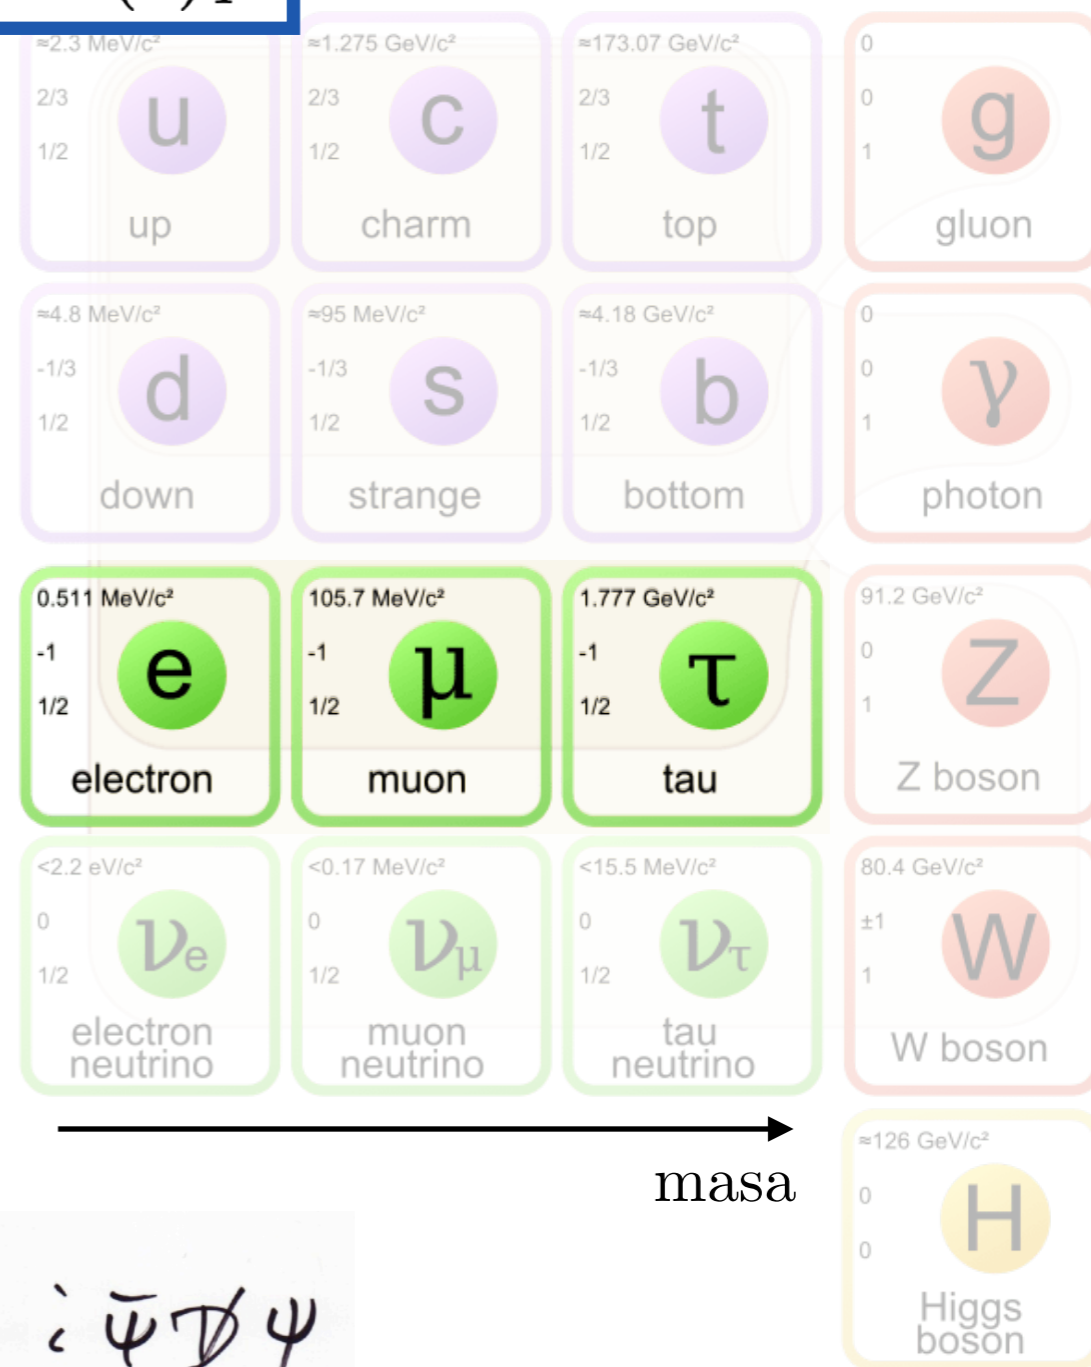 ≈2.3 MeV/c² ≈1.275 GeV/c² ≈173.07 GeV/c² 0
2/3 2/3 2/3 0
1/2 1/2 1/2 1
u c t g
up charm top gluon
≈4.8 MeV/c² ≈95 MeV/c² ≈4.18 GeV/c² 0
-1/3 -1/3 -1/3 0
1/2 1/2 1/2 1
d s b γ
down strange bottom photon
0.511 MeV/c² 105.7 MeV/c² 1.777 GeV/c² 91.2 GeV/c²
-1 -1 -1 0
1/2 1/2 1/2 1
e μ τ Z
electron muon tau Z boson
<2.2 eV/c² <0.17 MeV/c² <15.5 MeV/c² 80.4 GeV/c²
0 0 0 ±1
1/2 1/2 1/2 1
νe νμ ντ W
electron muon tau W boson
neutrino neutrino neutrino
masa
≈126 GeV/c²
0
0
H
Higgs
boson
i ψ̄ D̸ ψ